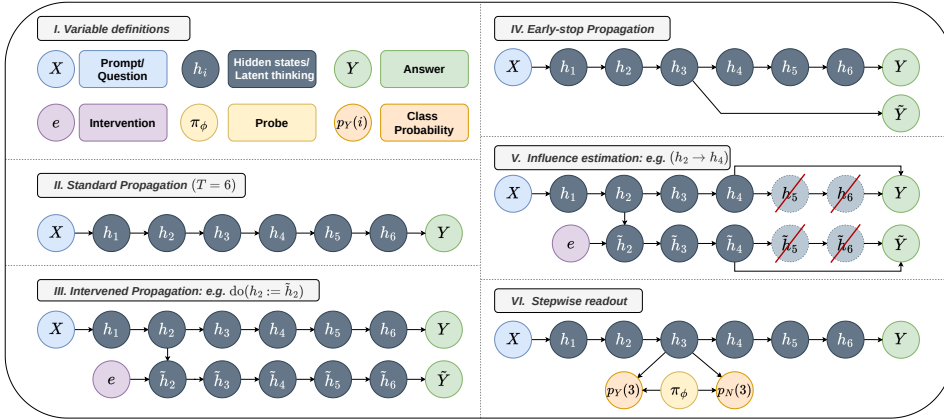 I. Variable definitions
X Prompt/ Question
h_i Hidden states/ Latent thinking
Y Answer
e Intervention
π_ϕ Probe
p_Y(i) Class Probability
II. Standard Propagation (T = 6)
X h_1 h_2 h_3 h_4 h_5 h_6 Y
III. Intervened Propagation: e.g. do(h_2 := h̃_2)
X h_1 h_2 h_3 h_4 h_5 h_6 Y
e h̃_2 h̃_3 h̃_4 h̃_5 h̃_6 Ỹ
IV. Early-stop Propagation
X h_1 h_2 h_3 h_4 h_5 h_6 Y
Ỹ
V. Influence estimation: e.g. (h_2 → h_4)
X h_1 h_2 h_3 h_4 h_5 h_6 Y
e h̃_2 h̃_3 h̃_4 h̃_5 h̃_6 Ỹ
VI. Stepwise readout
X h_1 h_2 h_3 h_4 h_5 h_6 Y
p_Y(3) π_ϕ p_N(3)